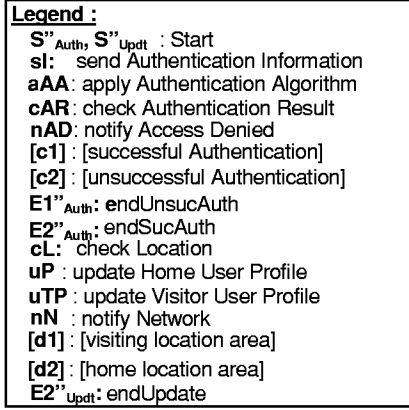 Legend :
S”Auth, S”Updt : Start
sI: send Authentication Information
aAA: apply Authentication Algorithm
cAR: check Authentication Result
nAD: notify Access Denied
[c1] : [successful Authentication]
[c2] : [unsuccessful Authentication]
E1”Auth: endUnsucAuth
E2”Auth: endSucAuth
cL: check Location
uP : update Home User Profile
uTP : update Visitor User Profile
nN : notify Network
[d1] : [visiting location area]
[d2] : [home location area]
E2”Updt: endUpdate